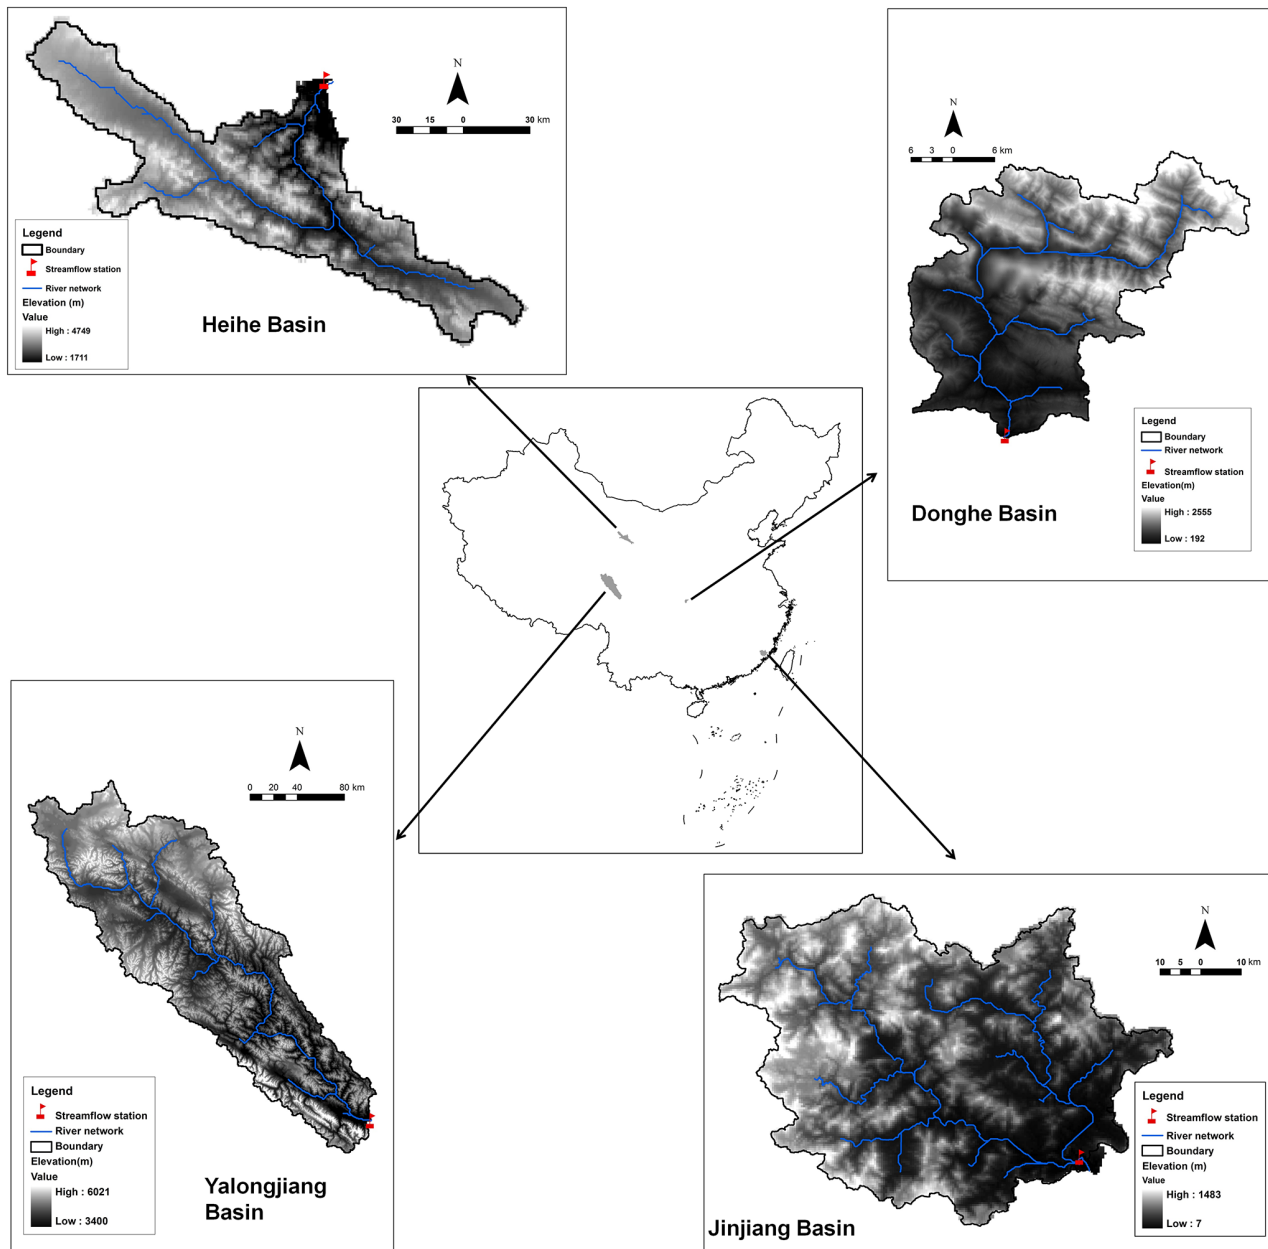 N
30 15 0 30 km
Legend
Boundary
Streamflow station
River network
Elevation (m)
Value
High : 4749
Low : 1711
Heihe Basin
N
6 3 0 6 km
Legend
Boundary
River network
Streamflow station
Elevation(m)
Value
High : 2555
Low : 192
Donghe Basin
N
0 20 40 80 km
Legend
Streamflow station
River network
Boundary
Elevation(m)
Value
High : 6021
Low : 3400
Yalongjiang
Basin
N
10 5 0 10 km
Legend
Streamflow station
River network
Boundary
Elevation (m)
Value
High : 1483
Low : 7
Jinjiang Basin